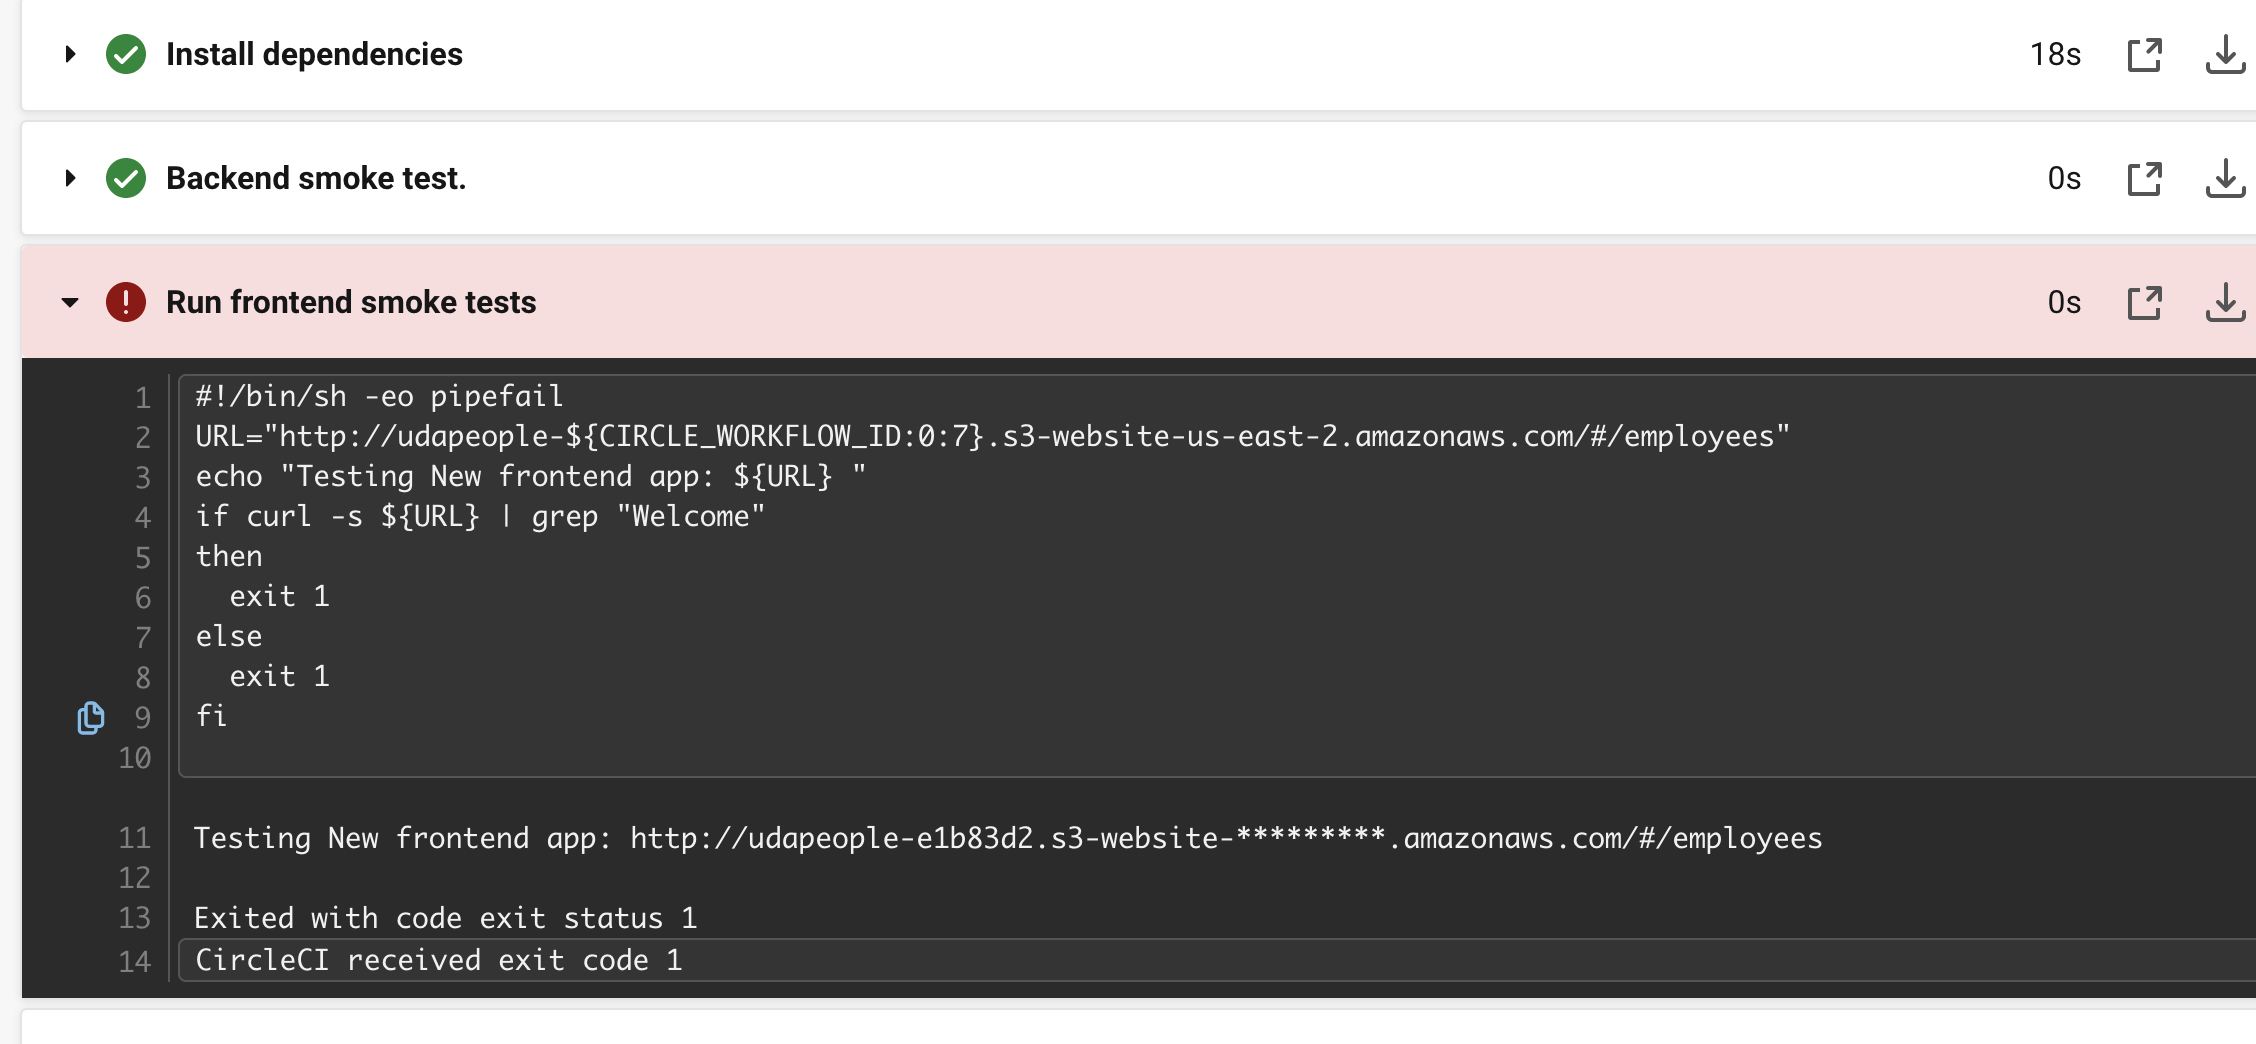 Install dependencies 18s
Backend smoke test. 0s
Run frontend smoke tests 0s
1 #!/bin/sh -eo pipefail
2 URL="http://udapeople-${CIRCLE_WORKFLOW_ID:0:7}.s3-website-us-east-2.amazonaws.com/#/employees"
3 echo "Testing New frontend app: ${URL} "
4 if curl -s ${URL} | grep "Welcome"
5 then
6   exit 1
7 else
8   exit 1
9 fi
10
11 Testing New frontend app: http://udapeople-e1b83d2.s3-website-*********.amazonaws.com/#/employees
12
13 Exited with code exit status 1
14 CircleCI received exit code 1